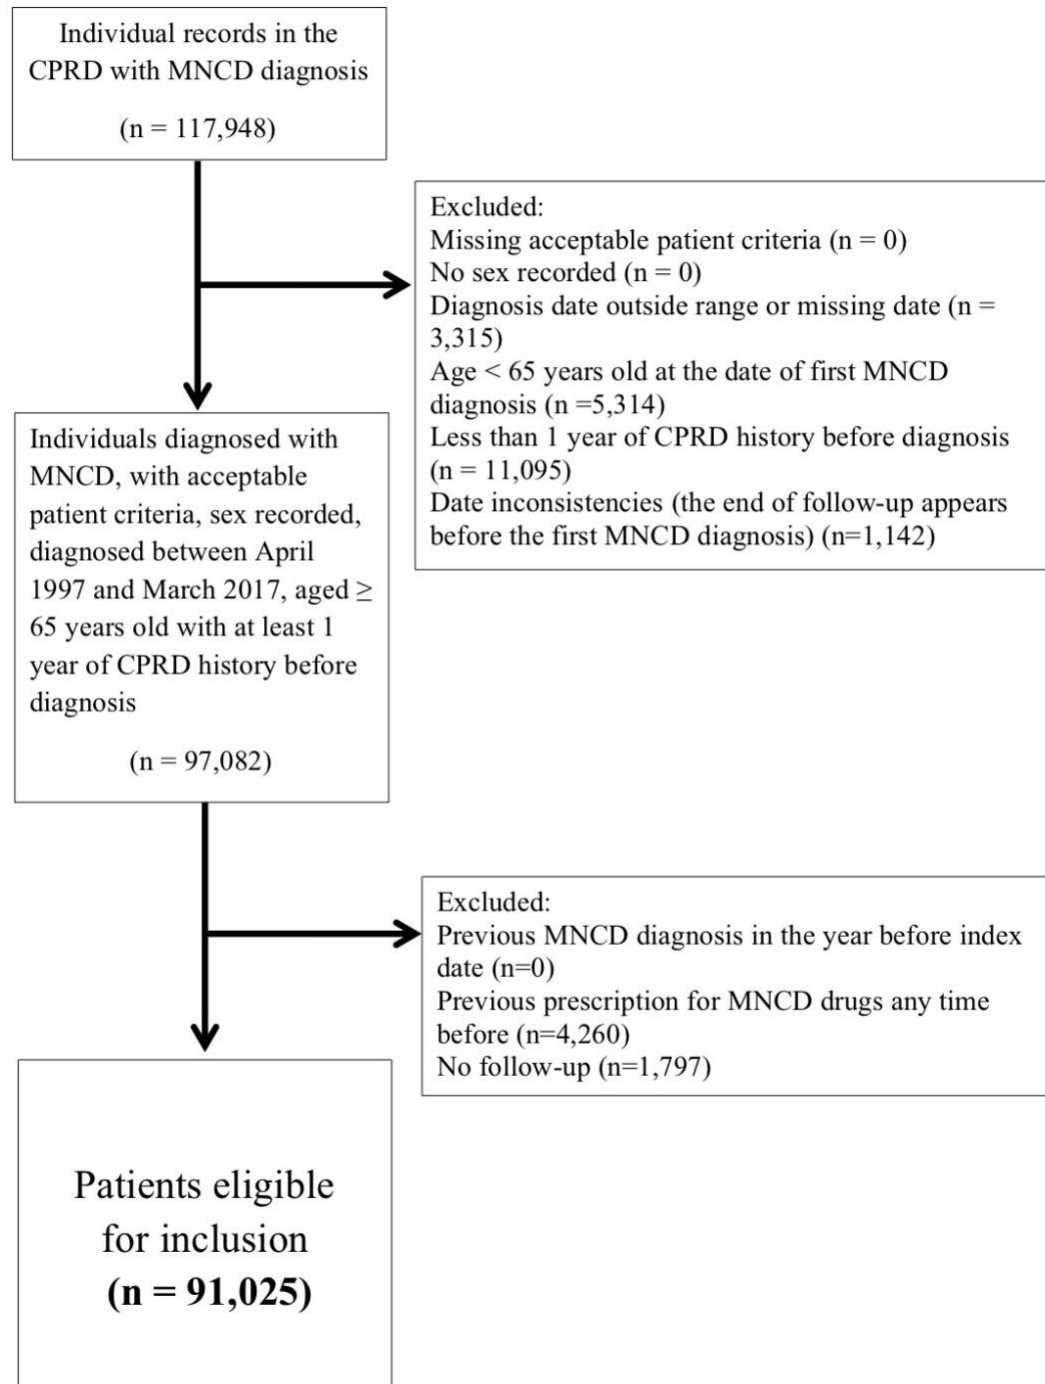 Individual records in the
CPRD with MNCD diagnosis
(n = 117,948)
Excluded:
Missing acceptable patient criteria (n = 0)
No sex recorded (n = 0)
Diagnosis date outside range or missing date (n =
3,315)
Age < 65 years old at the date of first MNCD
diagnosis (n =5,314)
Less than 1 year of CPRD history before diagnosis
(n = 11,095)
Date inconsistencies (the end of follow-up appears
before the first MNCD diagnosis) (n=1,142)
Individuals diagnosed with
MNCD, with acceptable
patient criteria, sex recorded,
diagnosed between April
1997 and March 2017, aged ≥
65 years old with at least 1
year of CPRD history before
diagnosis
(n = 97,082)
Excluded:
Previous MNCD diagnosis in the year before index
date (n=0)
Previous prescription for MNCD drugs any time
before (n=4,260)
No follow-up (n=1,797)
Patients eligible
for inclusion
(n = 91,025)